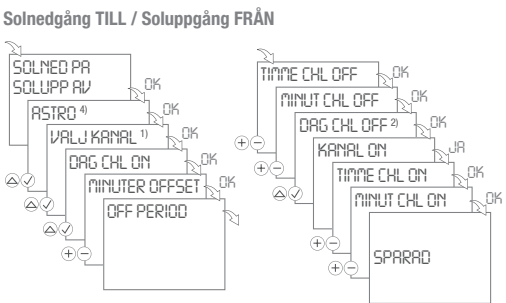 Solnedgång TILL / Soluppgång FRÅN
SOLNED PA
SOLUPP AV
OK
ASTRO 4)
OK
VALJ KANAL 1)
OK
DAG CHL ON
OK
MINUTER OFFSET
OK
OFF PERIOD
TIMME CHL OFF
OK
MINUT CHL OFF
OK
DAG CHL OFF 2)
OK
KANAL ON
JA
TIMME CHL ON
OK
MINUT CHL ON
OK
SPARAD